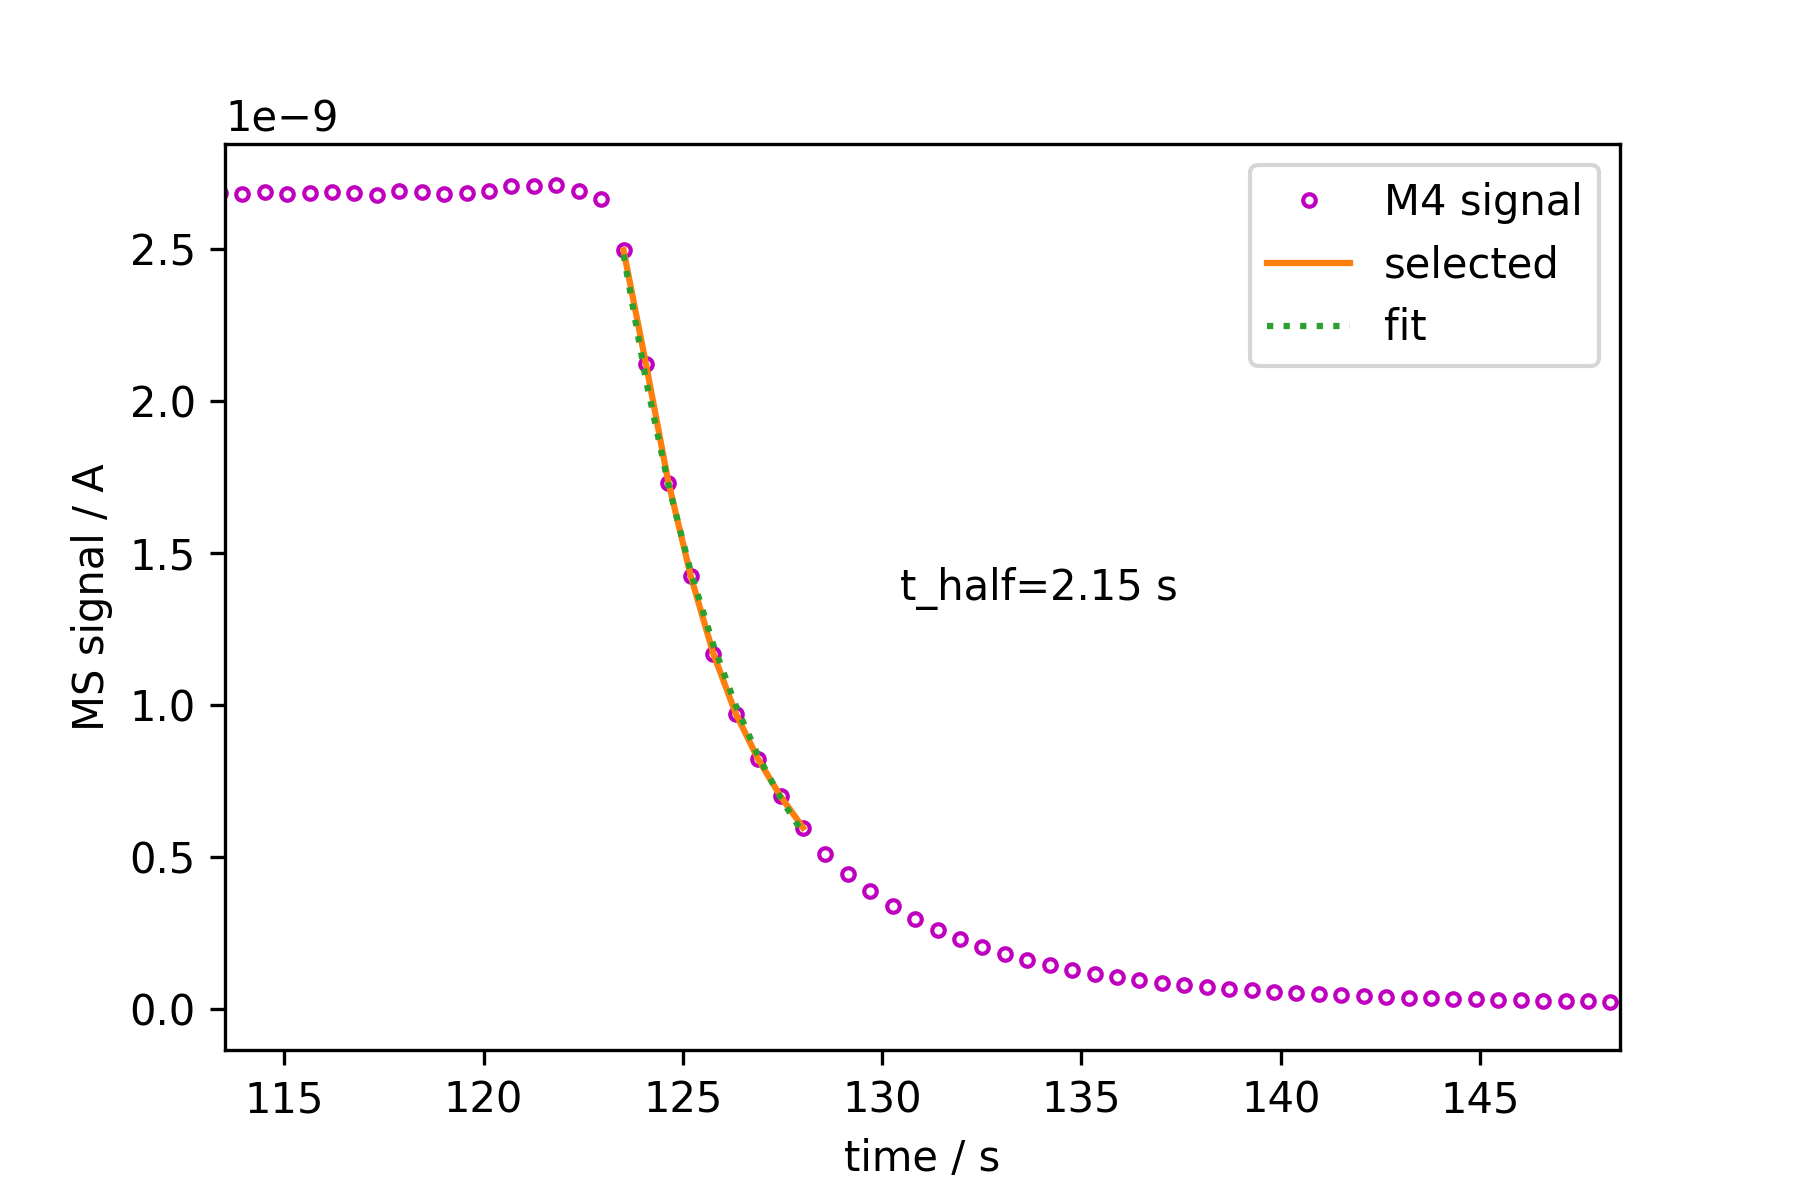 1e−9
M4 signal
selected
fit
2.5
2.0
1.5
1.0
0.5
0.0
MS signal / A
t_half=2.15 s
115 120 125 130 135 140 145
time / s